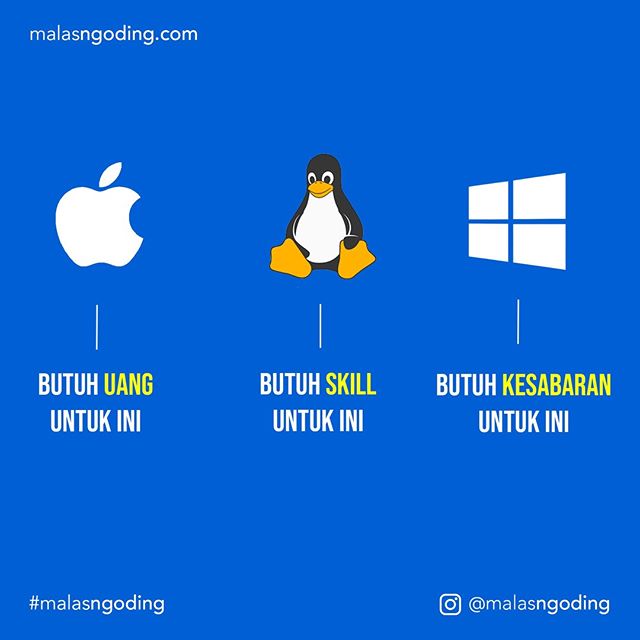 malasngoding.com
BUTUH UANG
UNTUK INI
BUTUH SKILL
UNTUK INI
BUTUH KESABARAN
UNTUK INI
#malasngoding
@malasngoding